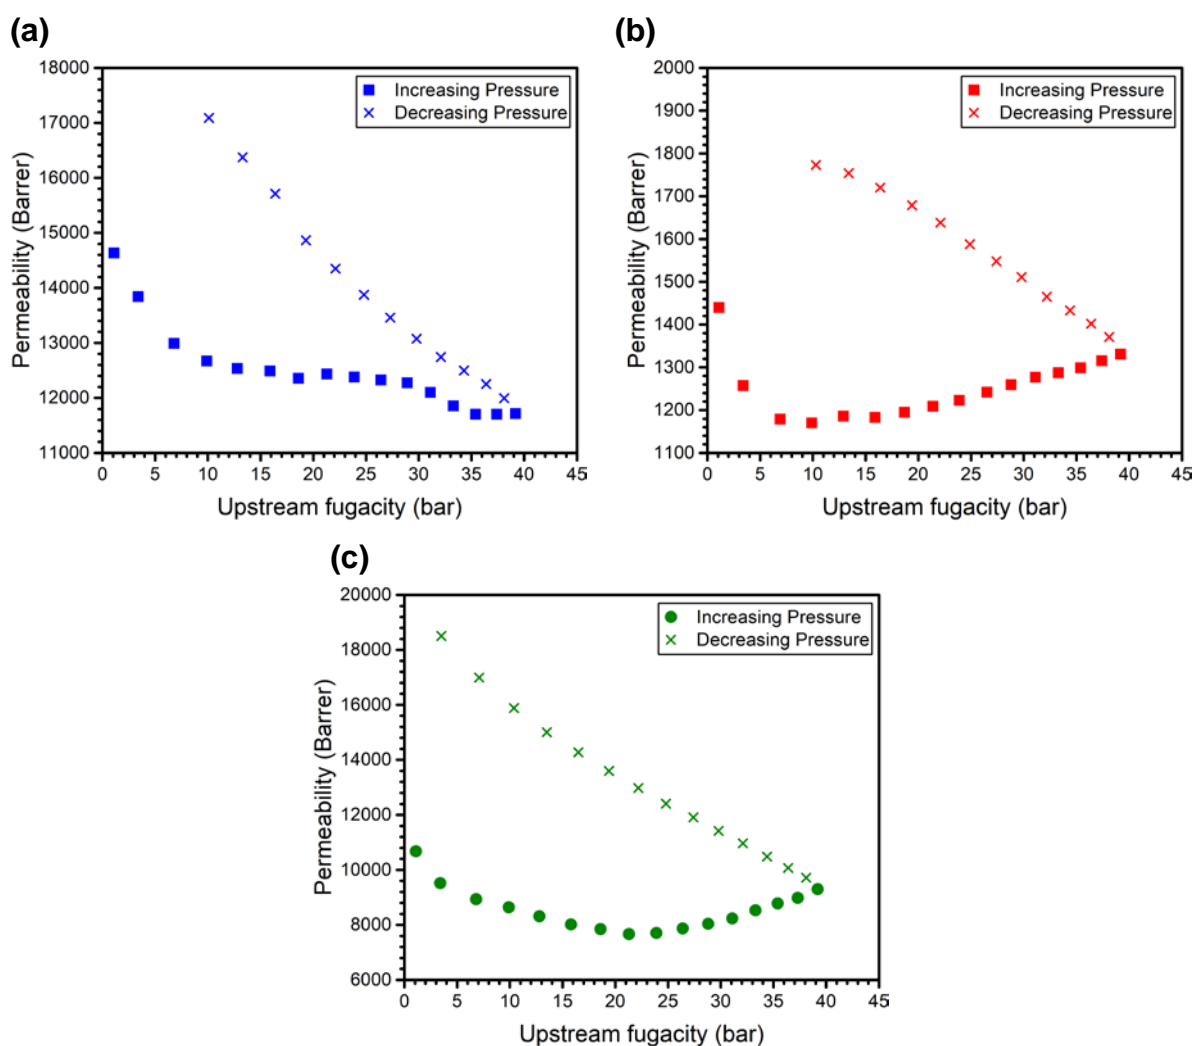 (a)
18000
17000
16000
15000
14000
13000
12000
11000
Permeability (Barrer)
Increasing Pressure
Decreasing Pressure
0 5 10 15 20 25 30 35 40 45
Upstream fugacity (bar)
(b)
2000
1900
1800
1700
1600
1500
1400
1300
1200
1100
Permeability (Barrer)
Increasing Pressure
Decreasing Pressure
0 5 10 15 20 25 30 35 40 45
Upstream fugacity (bar)
(c)
20000
18000
16000
14000
12000
10000
8000
6000
Permeability (Barrer)
Increasing Pressure
Decreasing Pressure
0 5 10 15 20 25 30 35 40 45
Upstream fugacity (bar)